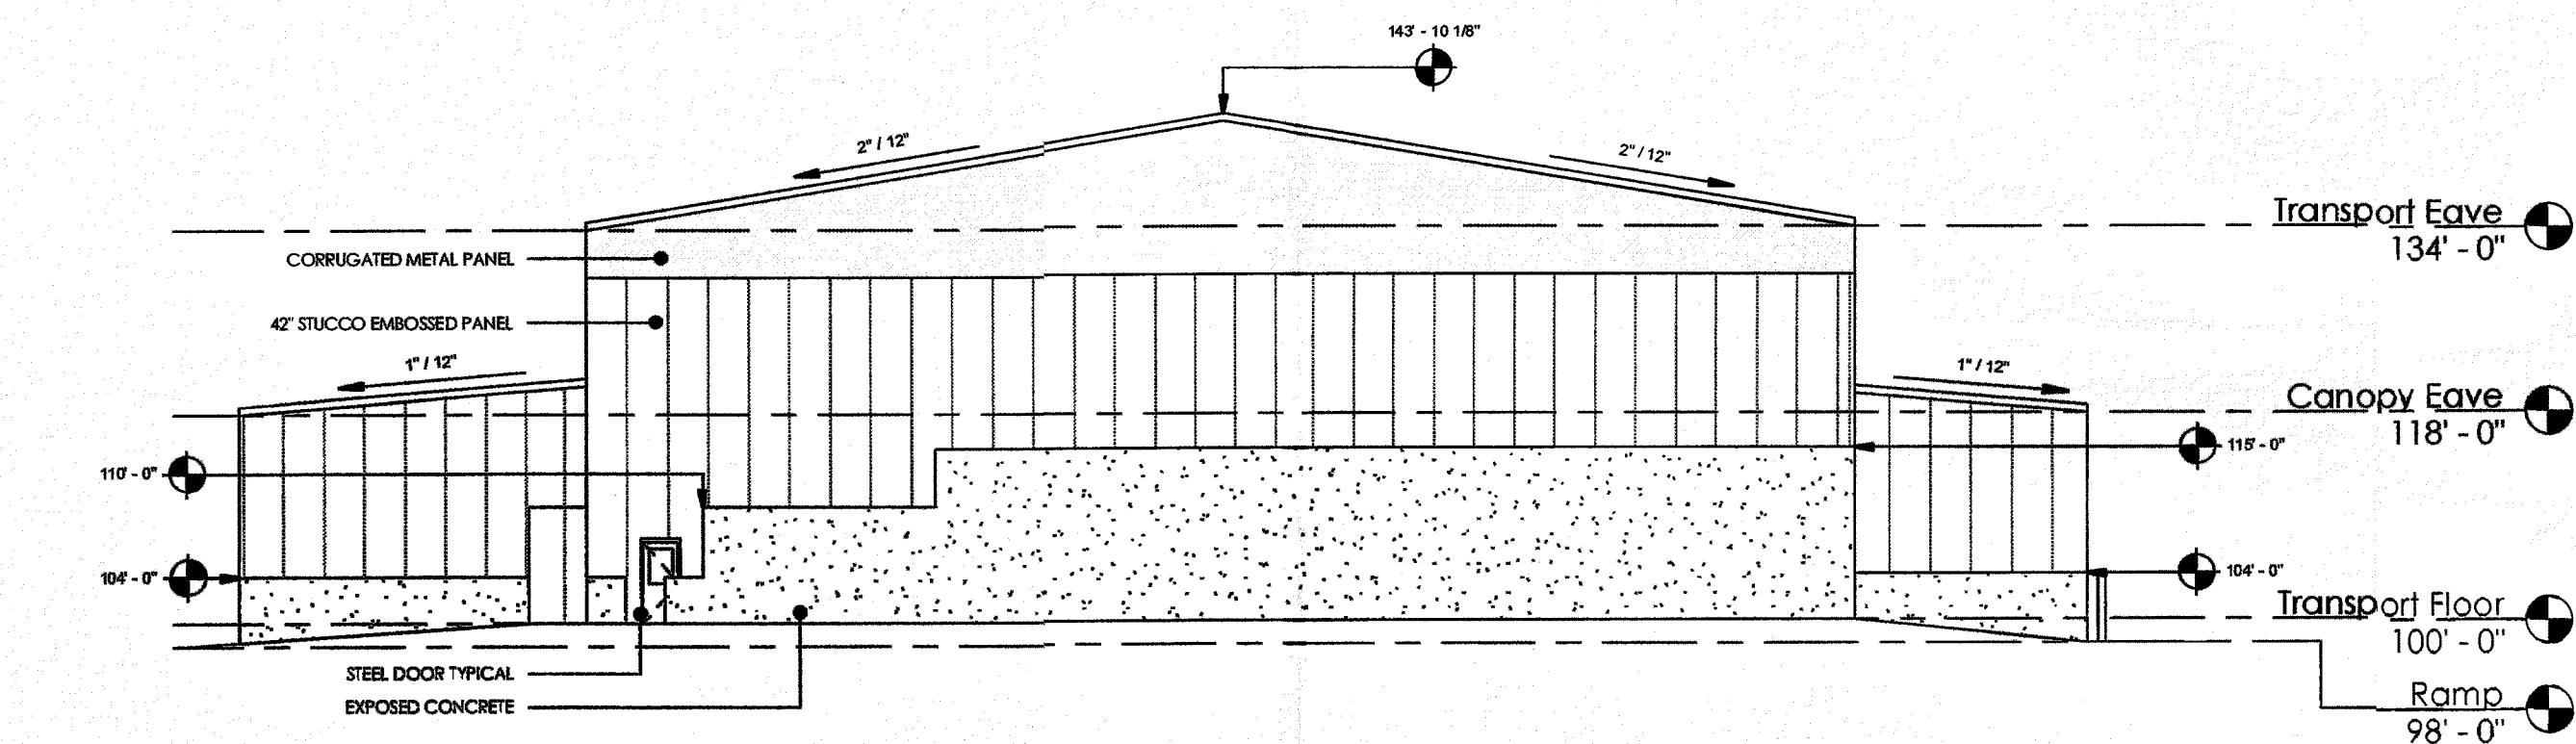 143' - 10 1/8"
2" / 12"
2" / 12"
Transport Eave
134' - 0"
CORRUGATED METAL PANEL
42" STUCCO EMBOSSED PANEL
1" / 12"
1" / 12"
Canopy Eave
118' - 0"
115' - 0"
110' - 0"
104' - 0"
104' - 0"
Transport Floor
100' - 0"
STEEL DOOR TYPICAL
EXPOSED CONCRETE
Ramp
98' - 0"